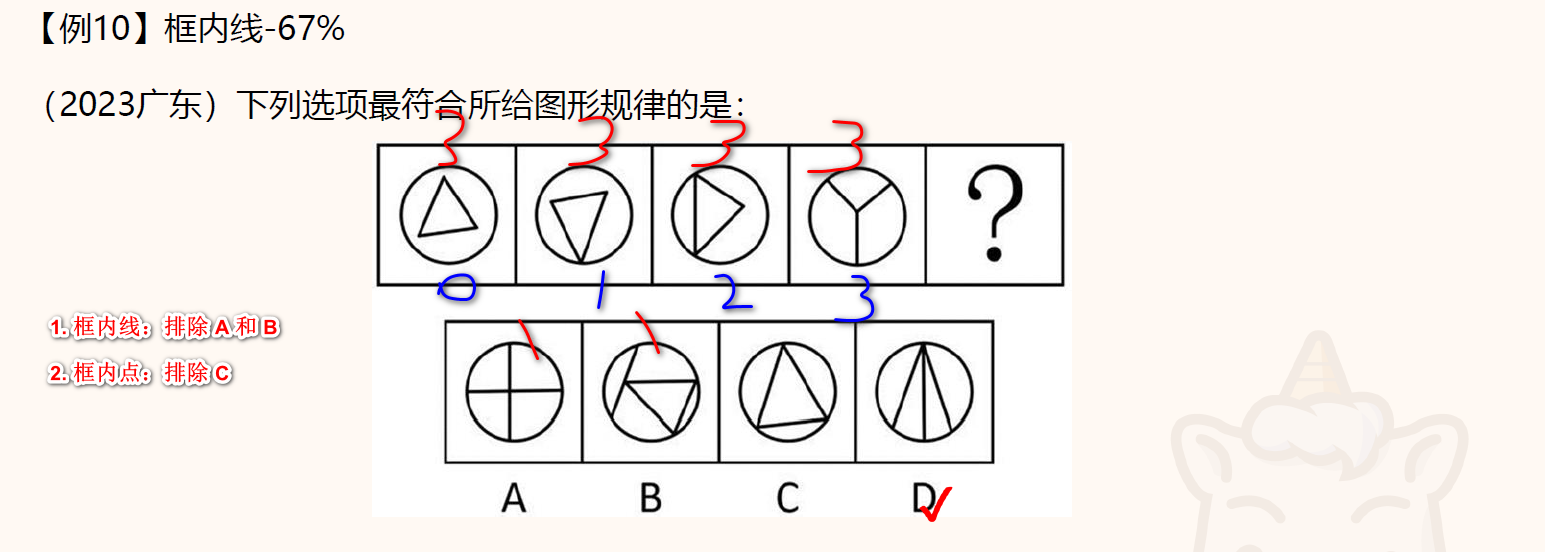 【例10】框内线-67%
（2023广东）下列选项最符合所给图形规律的是：
3 3 3 3
?
0 1 2 3
1. 框内线：排除 A 和 B
2. 框内点：排除 C
A B C D